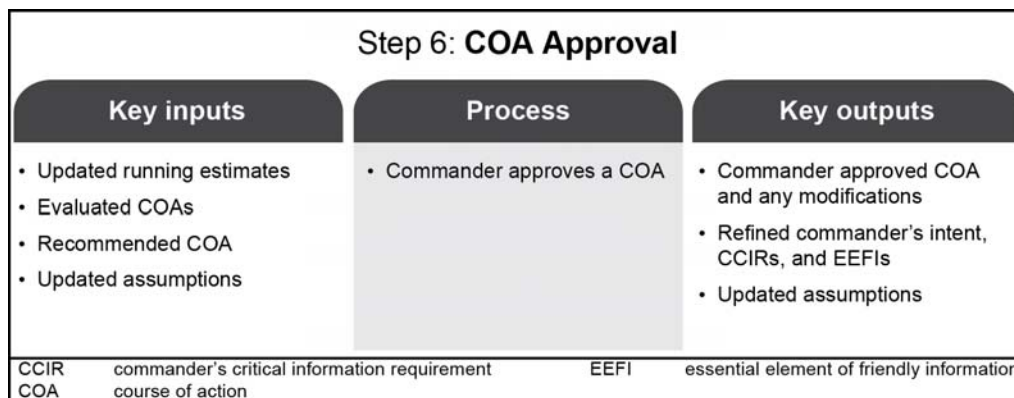 Step 6: COA Approval
Key inputs
• Updated running estimates
• Evaluated COAs
• Recommended COA
• Updated assumptions
Process
• Commander approves a COA
Key outputs
• Commander approved COA
and any modifications
• Refined commander's intent,
CCIRs, and EEFIs
• Updated assumptions
CCIR commander's critical information requirement EEFI essential element of friendly information
COA course of action